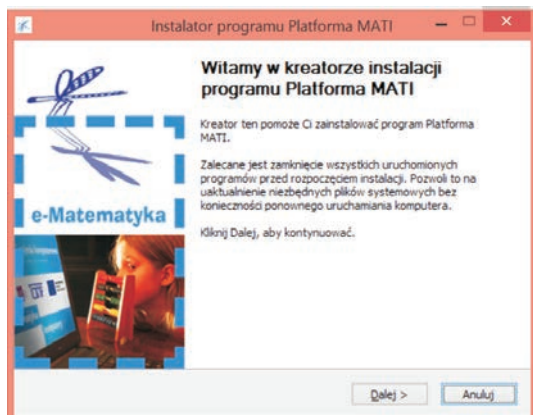 Instalator programu Platforma MATI
Witamy w kreatorze instalacji
programu Platforma MATI
Kreator ten pomoże Ci zainstalować program Platforma
MATI.
Zalecane jest zamknięcie wszystkich uruchomionych
programów przed rozpoczęciem instalacji. Pozwoli to na
uaktualnienie niezbędnych plików systemowych bez
konieczności ponownego uruchamiania komputera.
Kliknij Dalej, aby kontynuować.
e-Matematyka
Dalej >
Anuluj